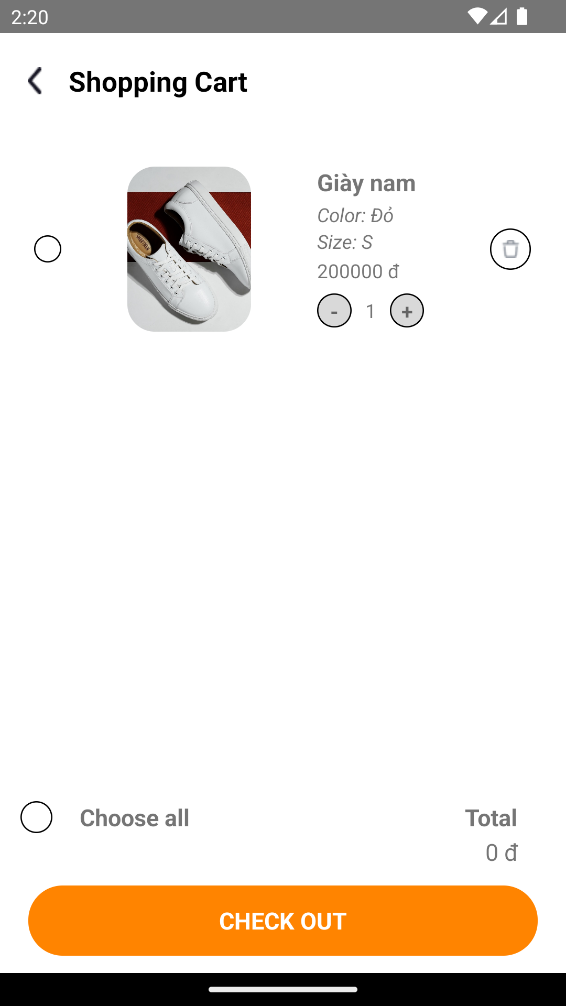 2:20
Shopping Cart
Giày nam
Color: Đỏ
Size: S
200000 đ
- 1 +
Choose all
Total
0 đ
CHECK OUT